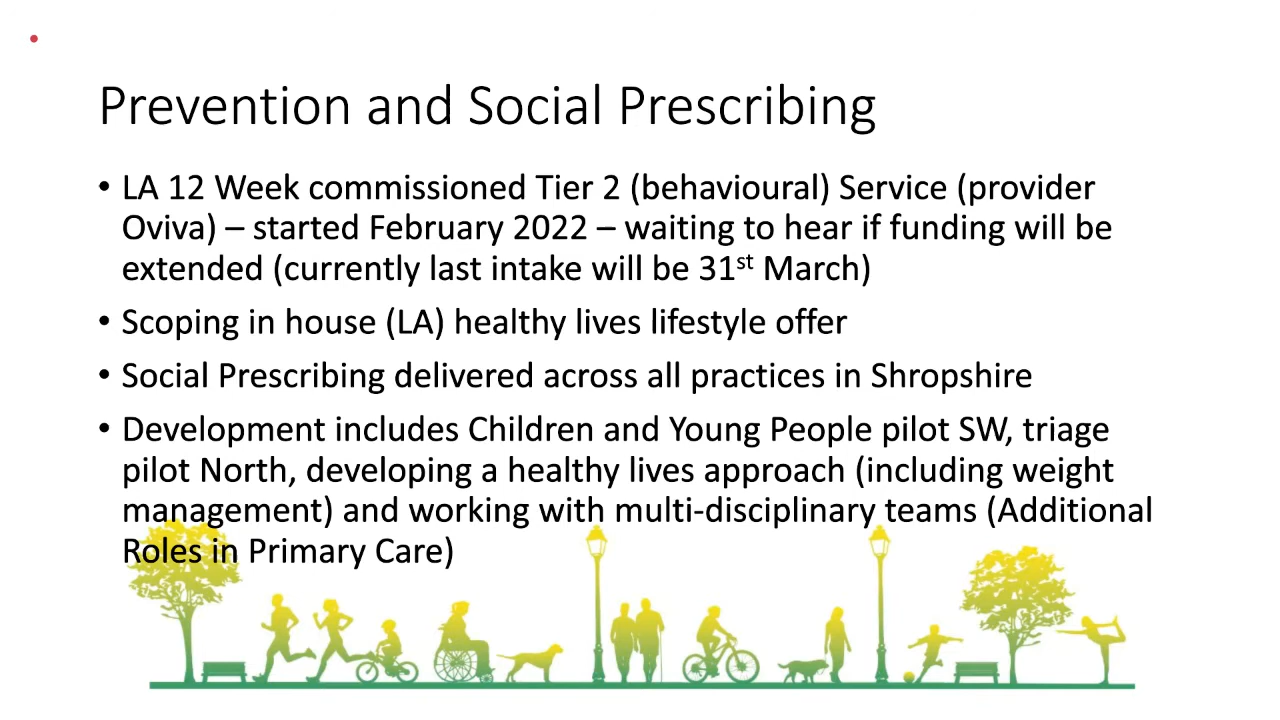 Prevention and Social Prescribing
• LA 12 Week commissioned Tier 2 (behavioural) Service (provider
Oviva) – started February 2022 – waiting to hear if funding will be
extended (currently last intake will be 31st March)
• Scoping in house (LA) healthy lives lifestyle offer
• Social Prescribing delivered across all practices in Shropshire
• Development includes Children and Young People pilot SW, triage
pilot North, developing a healthy lives approach (including weight
management) and working with multi-disciplinary teams (Additional
Roles in Primary Care)